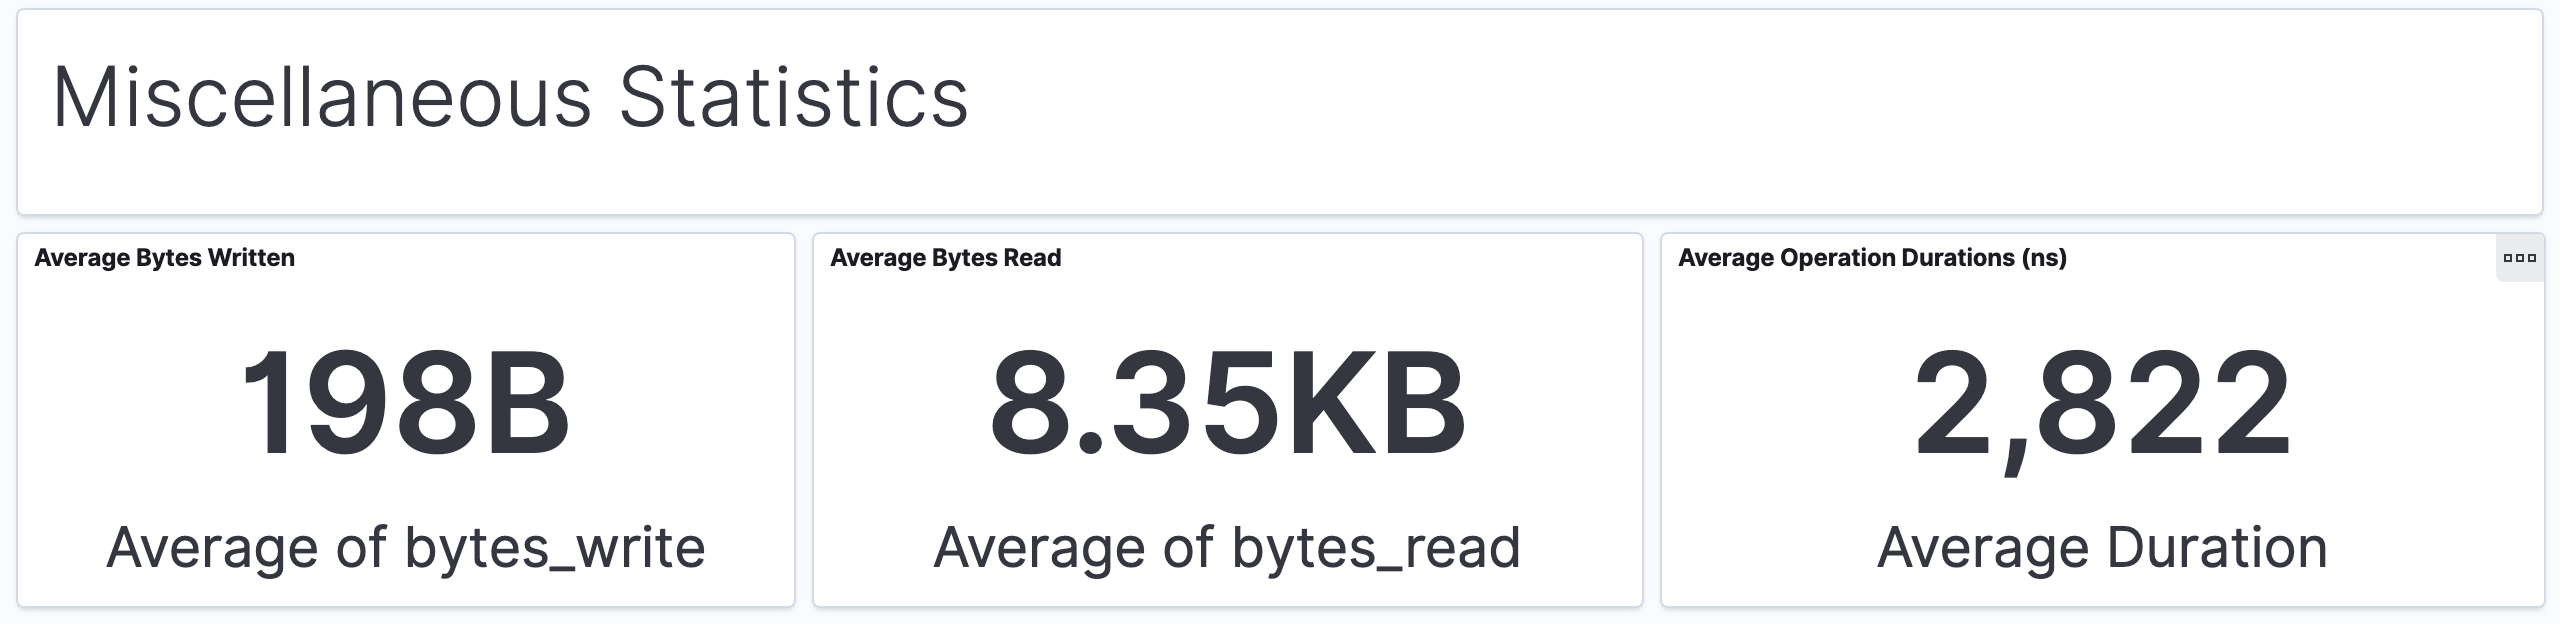 Miscellaneous Statistics
Average Bytes Written
198B
Average of bytes_write
Average Bytes Read
8.35KB
Average of bytes_read
Average Operation Durations (ns)
2,822
Average Duration